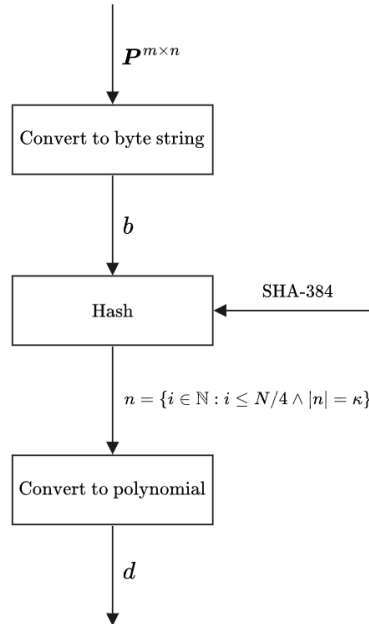 𝑷^{m×n}
Convert to byte string
b
SHA-384
Hash
n = {i ∈ ℕ : i ≤ N/4 ∧ |n| = κ}
Convert to polynomial
d